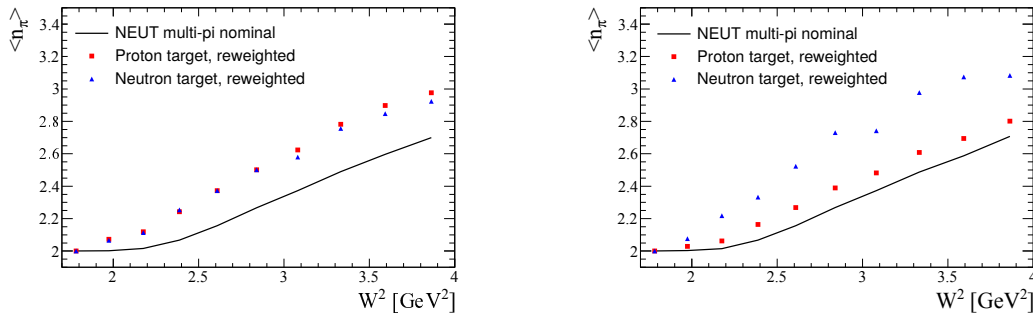 <nπ>
3.4
3.2
3
2.8
2.6
2.4
2.2
2
NEUT multi-pi nominal
Proton target, reweighted
Neutron target, reweighted
2 2.5 3 3.5 4
W² [GeV²]
<nπ>
3.4
3.2
3
2.8
2.6
2.4
2.2
2
NEUT multi-pi nominal
Proton target, reweighted
Neutron target, reweighted
2 2.5 3 3.5 4
W² [GeV²]